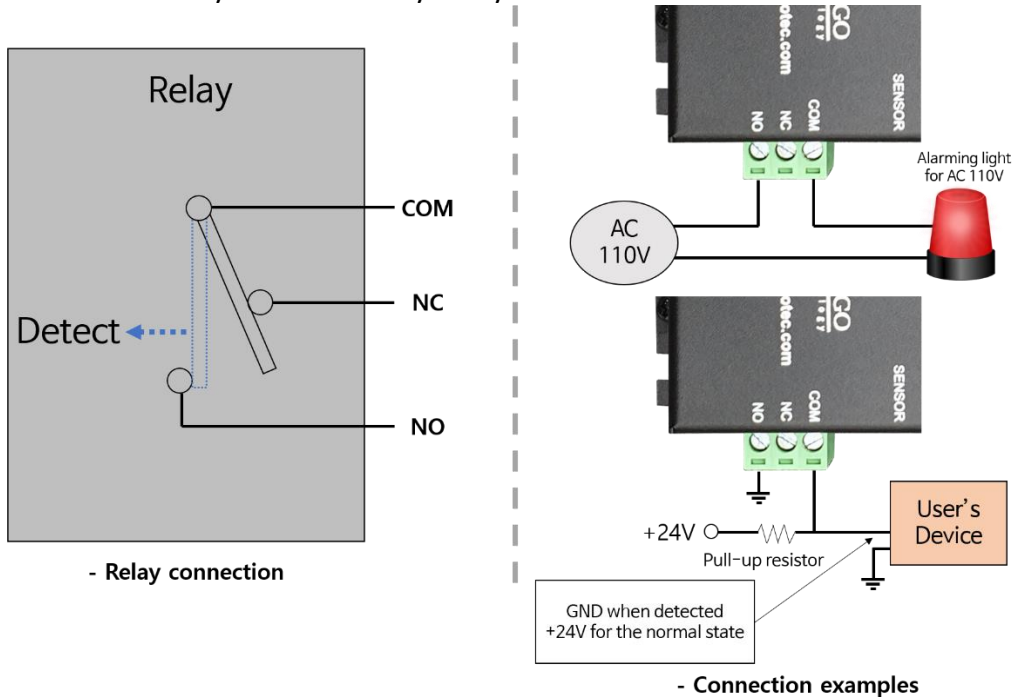 Relay
COM
NC
Detect
NO
- Relay connection
GO
otec.com
SENSOR
NO
NC
COM
Alarming light
for AC 110V
AC
110V
GO
otec.com
SENSOR
NO
NC
COM
+24V
Pull-up resistor
User's
Device
GND when detected
+24V for the normal state
- Connection examples